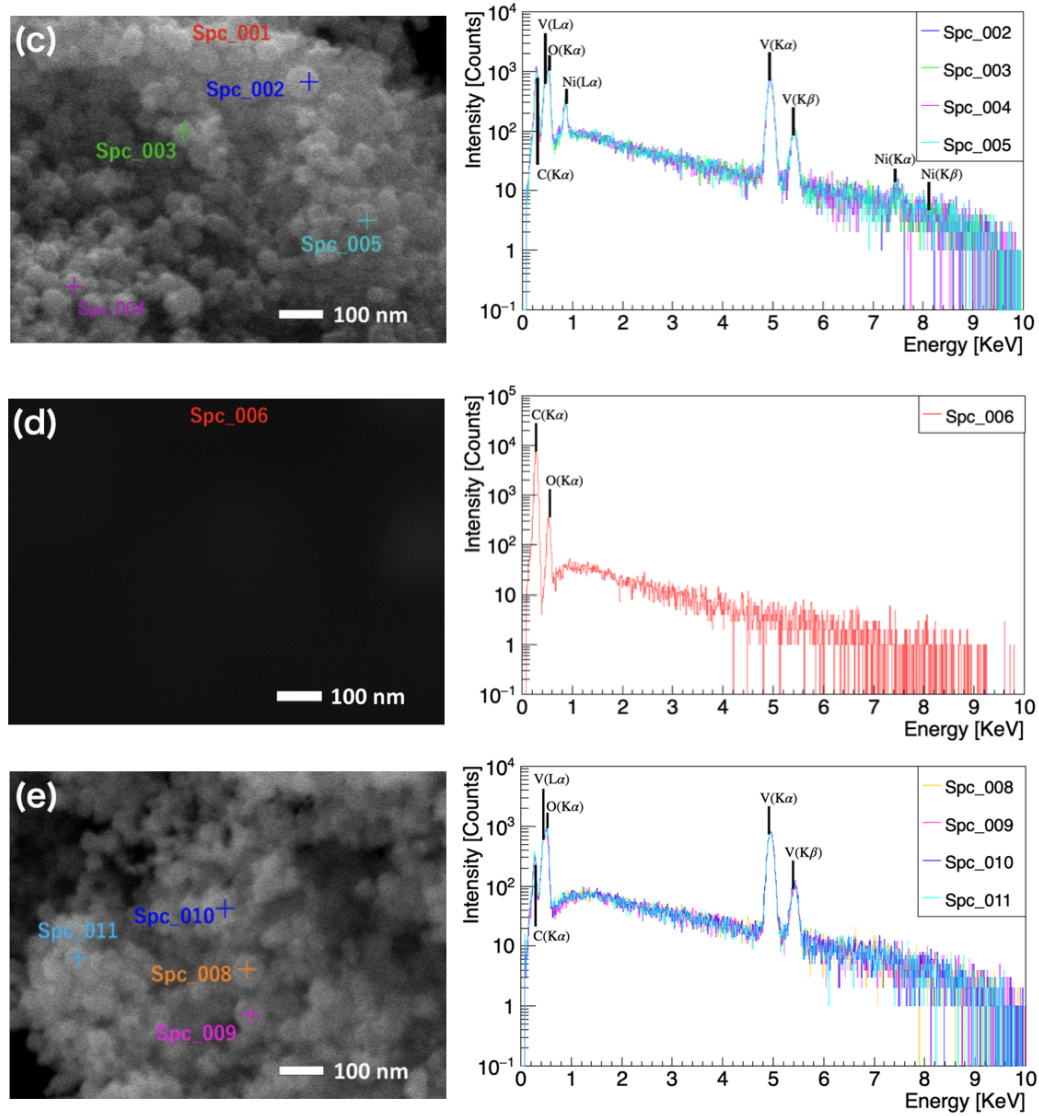 (c)
Spc_001
Spc_002
Spc_003
Spc_005
Spc_004
100 nm
Intensity [Counts]
10⁴
10³
10²
10
1
10⁻¹
V(Lα)
O(Kα)
Ni(Lα)
C(Kα)
V(Kα)
V(Kβ)
Ni(Kα)
Ni(Kβ)
Spc_002
Spc_003
Spc_004
Spc_005
0 1 2 3 4 5 6 7 8 9 10
Energy [KeV]
(d)
Spc_006
100 nm
Intensity [Counts]
10⁵
10⁴
10³
10²
10
1
10⁻¹
C(Kα)
O(Kα)
Spc_006
0 1 2 3 4 5 6 7 8 9 10
Energy [KeV]
(e)
Spc_010
Spc_011
Spc_008
Spc_009
100 nm
Intensity [Counts]
10⁴
10³
10²
10
1
10⁻¹
V(Lα)
O(Kα)
C(Kα)
V(Kα)
V(Kβ)
Spc_008
Spc_009
Spc_010
Spc_011
0 1 2 3 4 5 6 7 8 9 10
Energy [KeV]